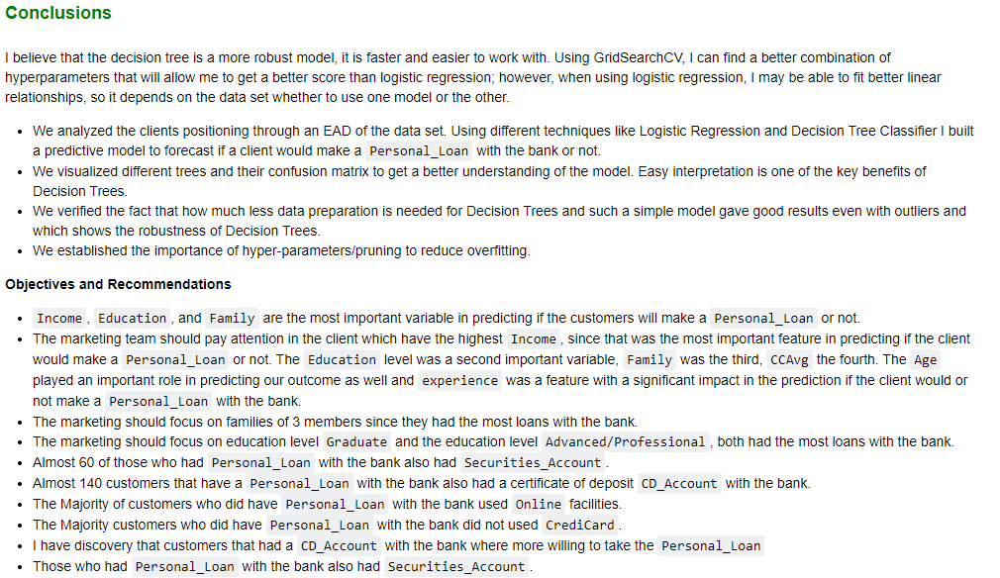 Conclusions
I believe that the decision tree is a more robust model, it is faster and easier to work with. Using GridSearchCV, I can find a better combination of
hyperparameters that will allow me to get a better score than logistic regression; however, when using logistic regression, I may be able to fit better linear
relationships, so it depends on the data set whether to use one model or the other.
• We analyzed the clients positioning through an EAD of the data set. Using different techniques like Logistic Regression and Decision Tree Classifier I built
a predictive model to forecast if a client would make a Personal_Loan with the bank or not.
• We visualized different trees and their confusion matrix to get a better understanding of the model. Easy interpretation is one of the key benefits of
Decision Trees.
• We verified the fact that how much less data preparation is needed for Decision Trees and such a simple model gave good results even with outliers and
which shows the robustness of Decision Trees.
• We established the importance of hyper-parameters/pruning to reduce overfitting.
Objectives and Recommendations
• Income , Education , and Family are the most important variable in predicting if the customers will make a Personal_Loan or not.
• The marketing team should pay attention in the client which have the highest Income , since that was the most important feature in predicting if the client
would make a Personal_Loan or not. The Education level was a second important variable, Family was the third, CCAvg the fourth. The Age
played an important role in predicting our outcome as well and experience was a feature with a significant impact in the prediction if the client would or
not make a Personal_Loan with the bank.
• The marketing should focus on families of 3 members since they had the most loans with the bank.
• The marketing should focus on education level Graduate and the education level Advanced/Professional , both had the most loans with the bank.
• Almost 60 of those who had Personal_Loan with the bank also had Securities_Account .
• Almost 140 customers that have a Personal_Loan with the bank also had a certificate of deposit CD_Account with the bank.
• The Majority of customers who did have Personal_Loan with the bank used Online facilities.
• The Majority customers who did have Personal_Loan with the bank did not used CrediCard .
• I have discovery that customers that had a CD_Account with the bank where more willing to take the Personal_Loan
• Those who had Personal_Loan with the bank also had Securities_Account .